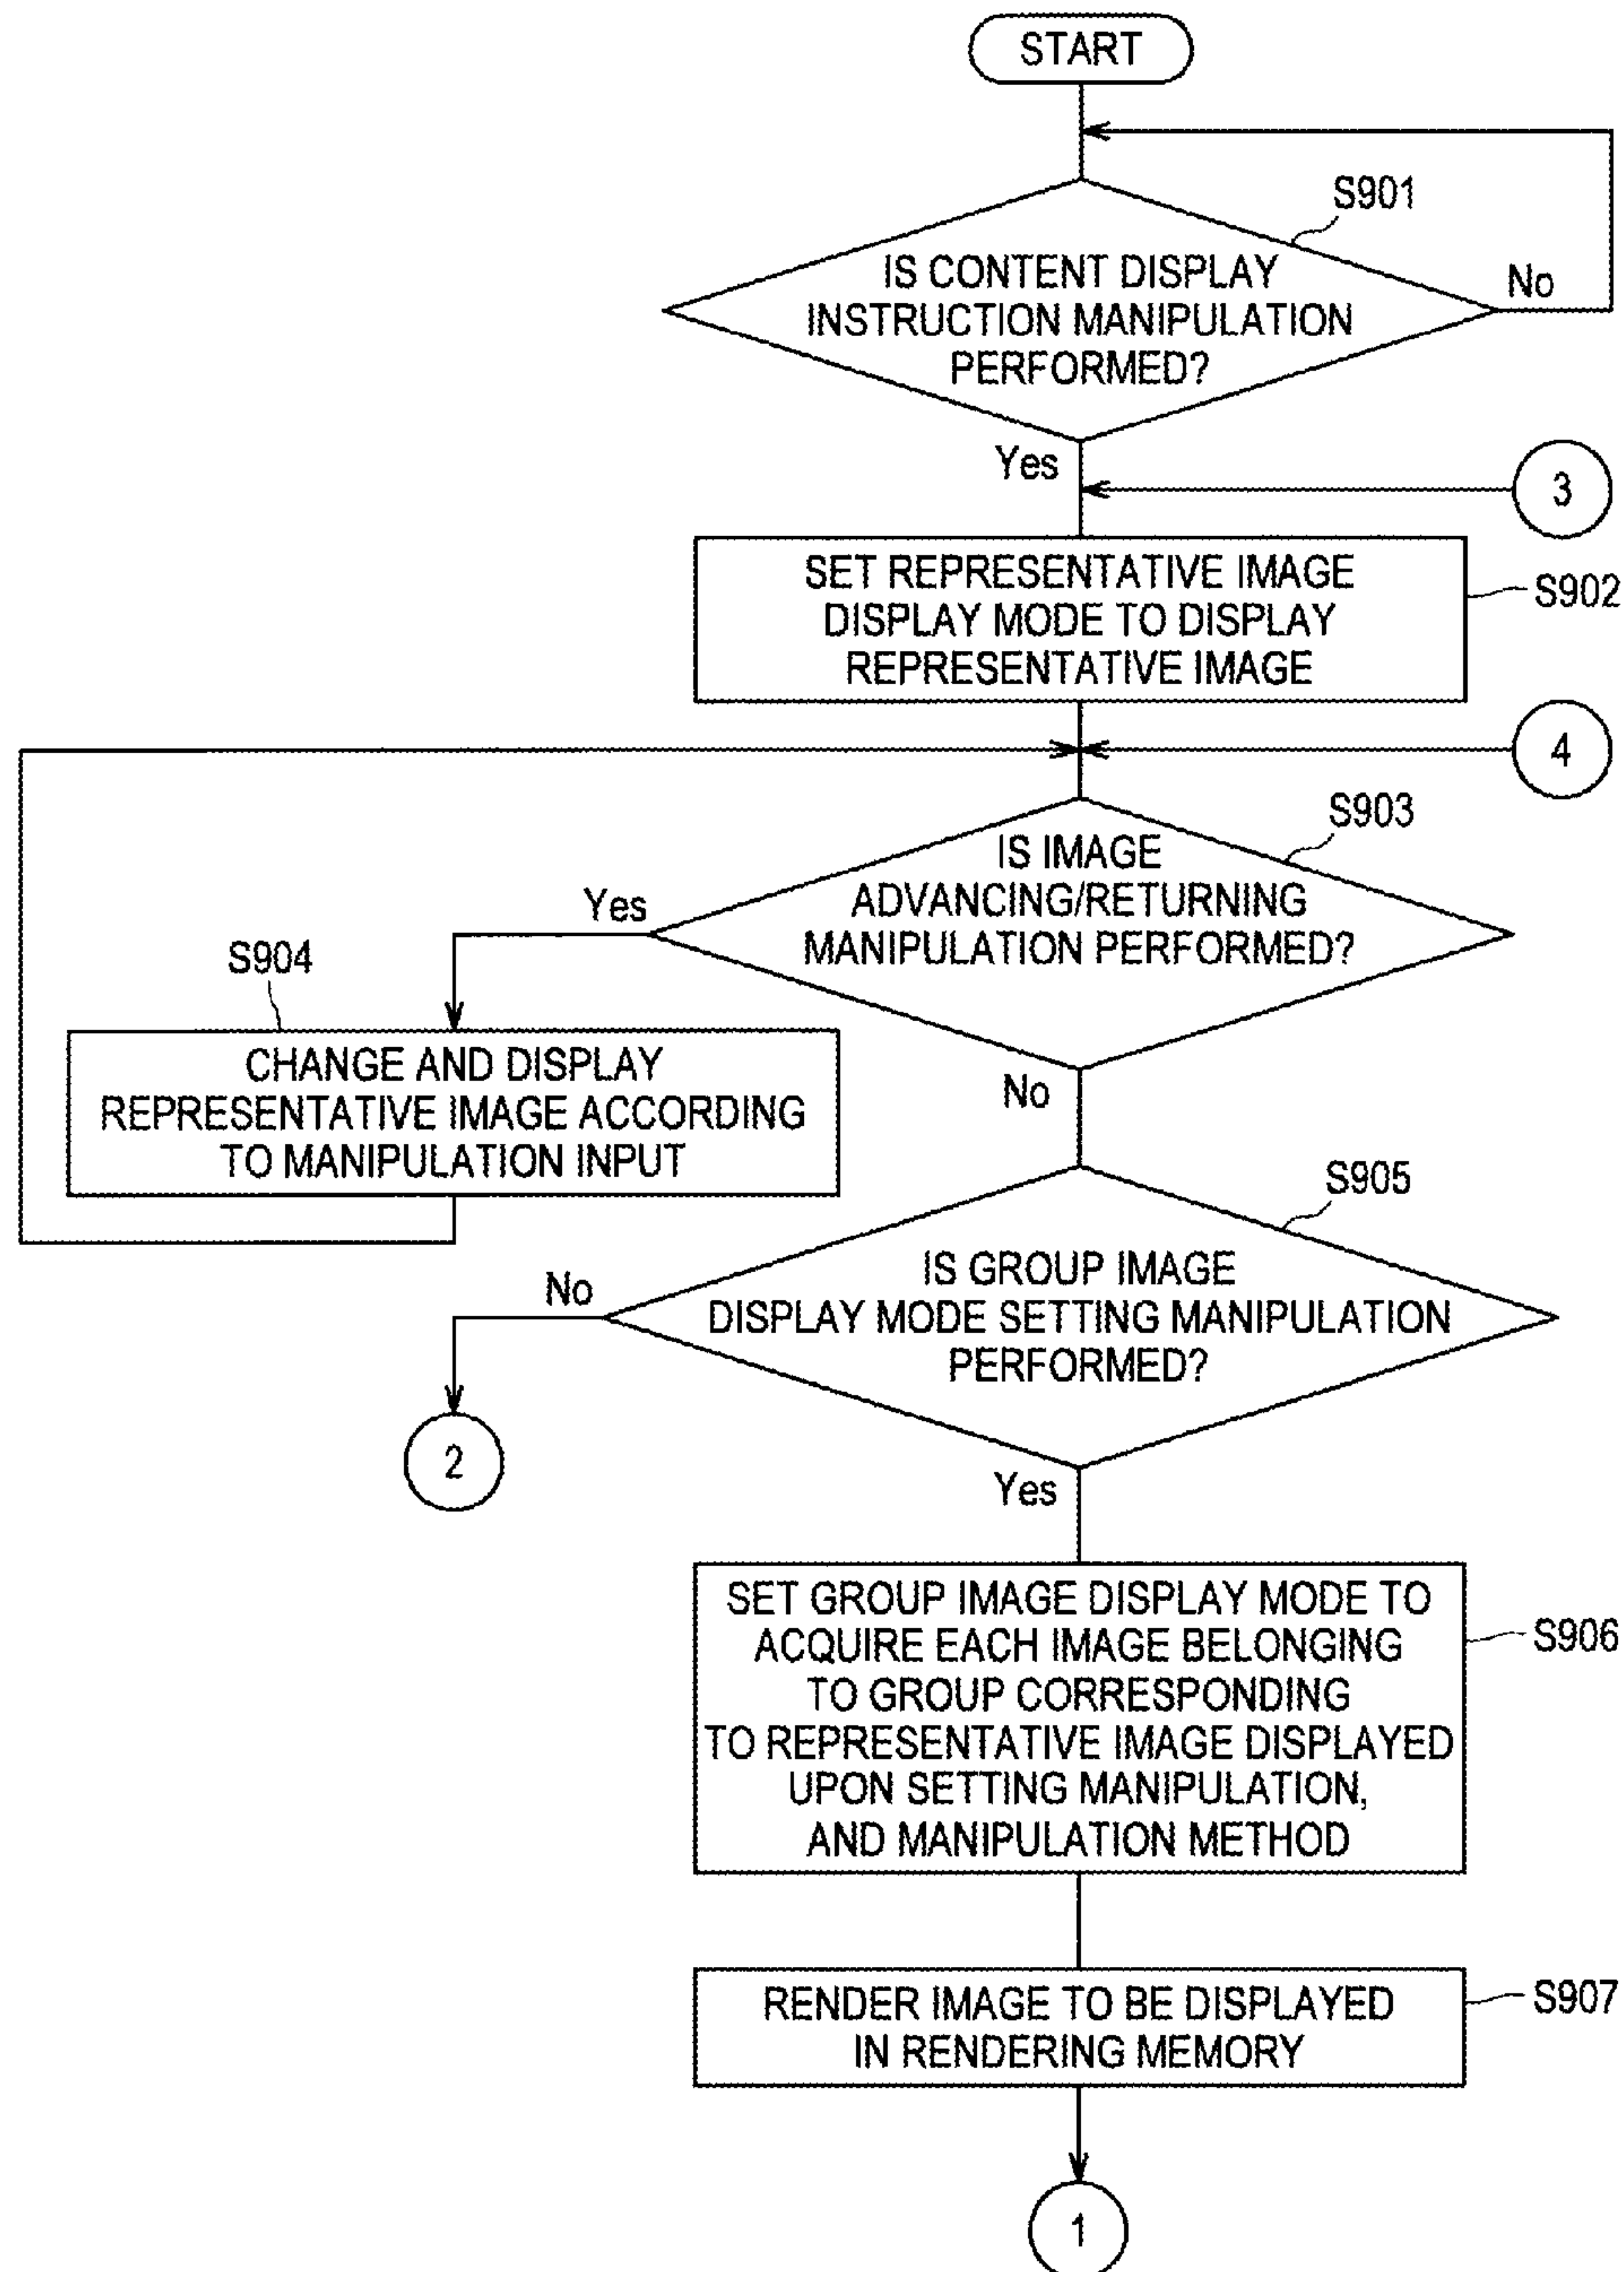 START
S901
IS CONTENT DISPLAY
INSTRUCTION MANIPULATION
PERFORMED?
No
Yes
3
SET REPRESENTATIVE IMAGE
DISPLAY MODE TO DISPLAY
REPRESENTATIVE IMAGE
S902
4
S903
IS IMAGE
ADVANCING/RETURNING
MANIPULATION PERFORMED?
Yes
S904
CHANGE AND DISPLAY
REPRESENTATIVE IMAGE ACCORDING
TO MANIPULATION INPUT
No
S905
IS GROUP IMAGE
DISPLAY MODE SETTING MANIPULATION
PERFORMED?
No
2
Yes
SET GROUP IMAGE DISPLAY MODE TO
ACQUIRE EACH IMAGE BELONGING
TO GROUP CORRESPONDING
TO REPRESENTATIVE IMAGE DISPLAYED
UPON SETTING MANIPULATION,
AND MANIPULATION METHOD
S906
RENDER IMAGE TO BE DISPLAYED
IN RENDERING MEMORY
S907
1